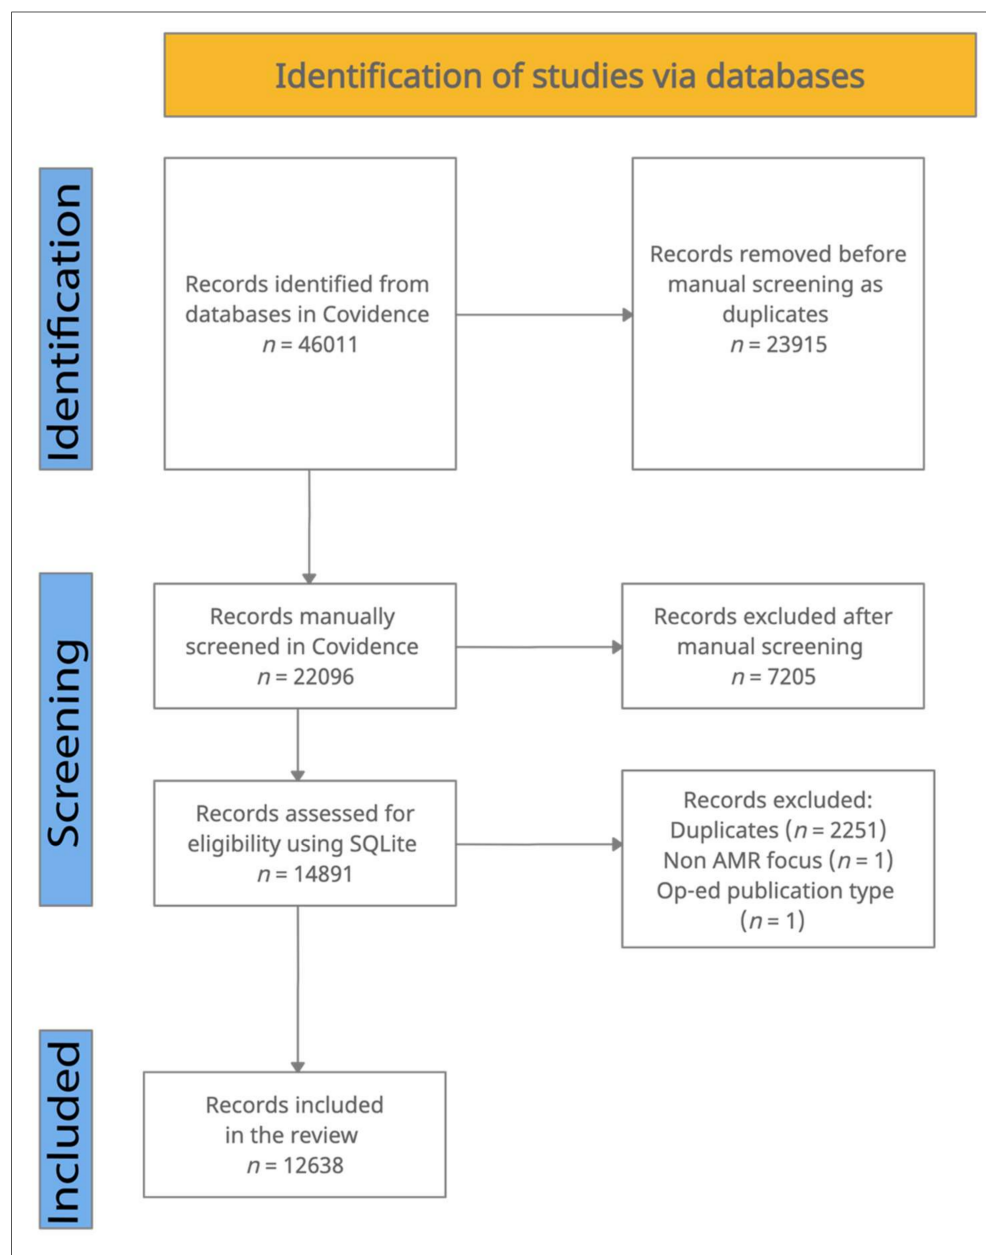 Identification of studies via databases
Identification
Records identified from
databases in Covidence
n = 46011
Records removed before
manual screening as
duplicates
n = 23915
Screening
Records manually
screened in Covidence
n = 22096
Records excluded after
manual screening
n = 7205
Records assessed for
eligibility using SQLite
n = 14891
Records excluded:
Duplicates (n = 2251)
Non AMR focus (n = 1)
Op-ed publication type
(n = 1)
Included
Records included
in the review
n = 12638